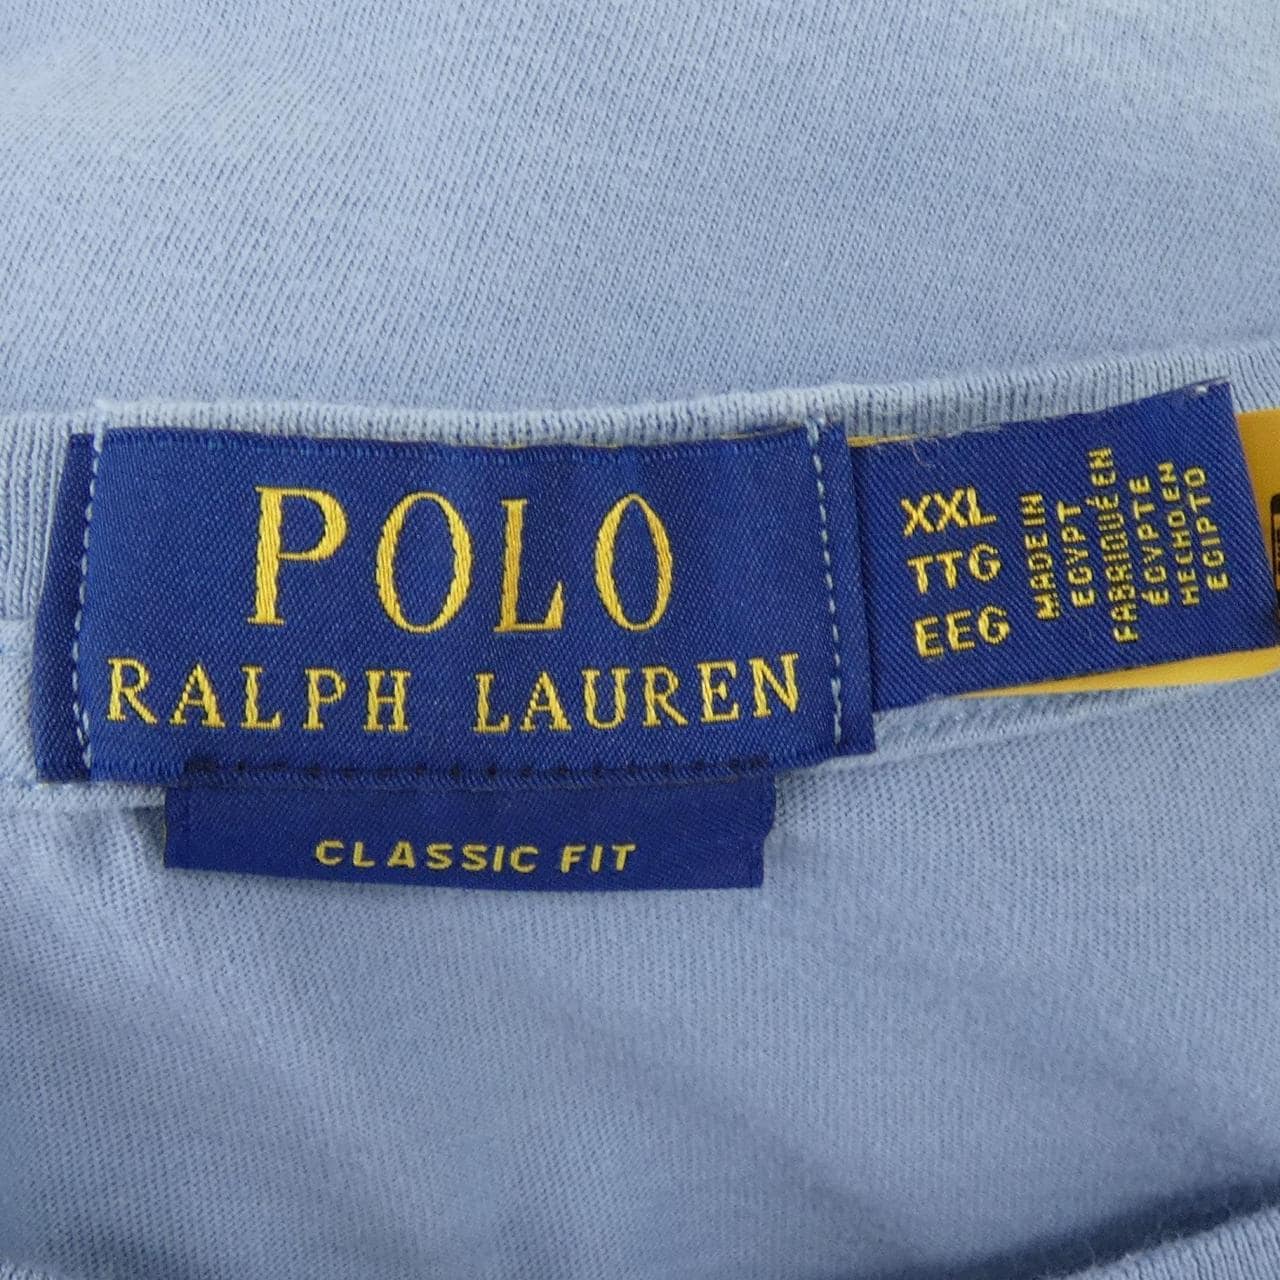 POLO
RALPH LAUREN
CLASSIC FIT
XXL
TTG
EEG
MADE IN
EGYPT
FABRIQUÉ EN
ÉGYPTE
HECHO EN
EGIPTO